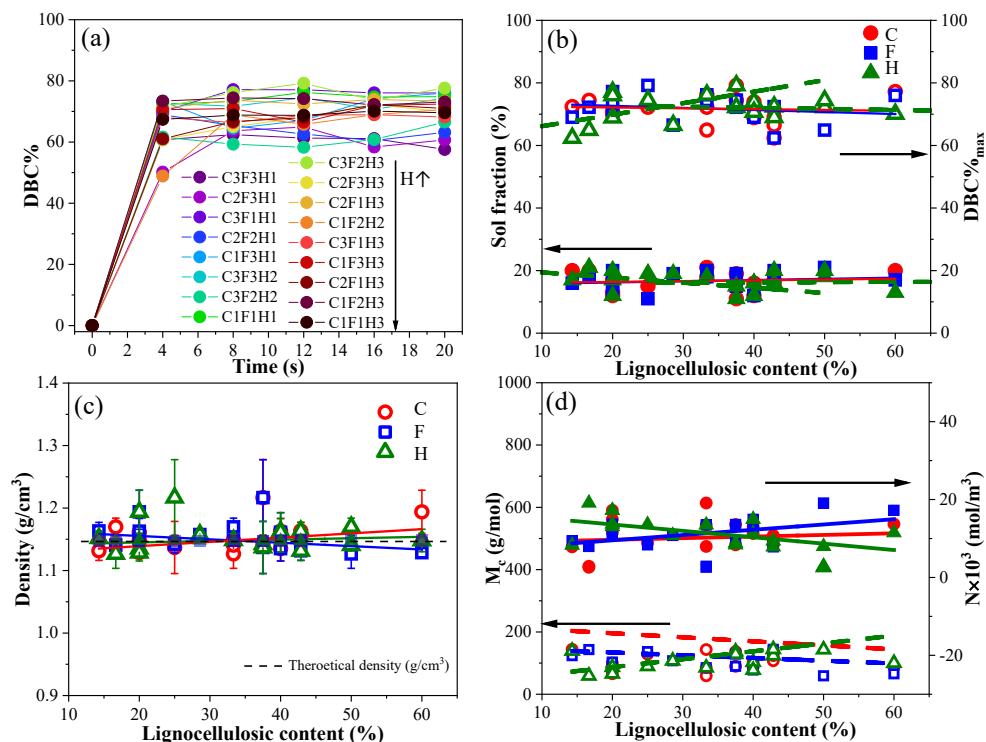 (a)
DBC%
100
80
60
40
20
0
0 2 4 6 8 10 12 14 16 18 20
Time (s)
C3F3H1
C2F3H1
C3F1H1
C2F2H1
C1F3H1
C3F3H2
C3F2H2
C1F1H1
C3F2H3
C2F3H3
C2F1H3
C1F2H2
C3F1H3
C1F3H3
C2F1H3
C1F2H3
C1F1H3
H↑
(b)
Sol fraction (%)
100
80
60
40
20
0
10 20 30 40 50 60
Lignocellulosic content (%)
100
80
60
40
20
0
DBC%max
C
F
H
(c)
Density (g/cm³)
1.4
1.3
1.2
1.1
1.0
0.9
10 20 30 40 50 60
Lignocellulosic content (%)
C
F
H
Theroetical density (g/cm³)
(d)
Mc (g/mol)
1000
800
600
400
200
0
10 20 30 40 50 60
Lignocellulosic content (%)
40
20
0
-20
N×10³ (mol/m³)